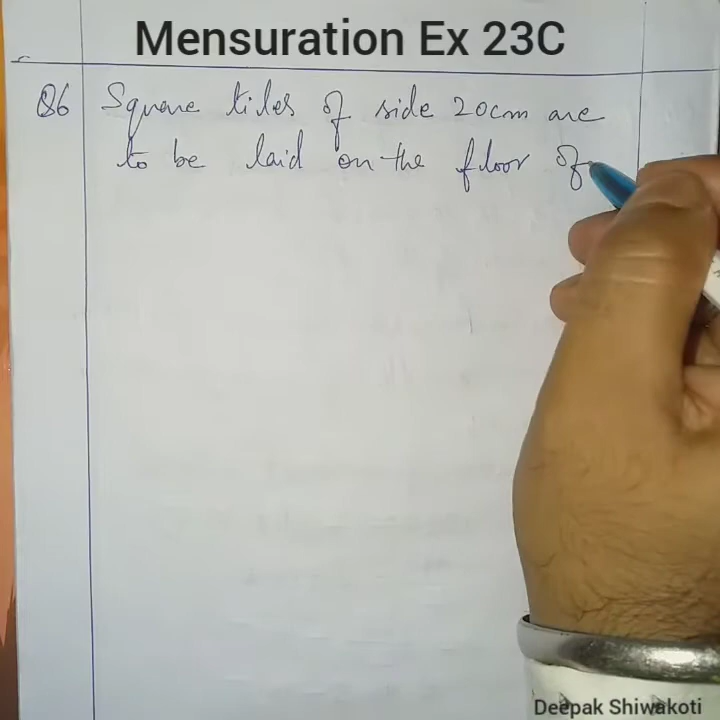 Mensuration Ex 23C
Q6 Square tiles of side 20cm are
to be laid on the floor of
Deepak Shiwakoti